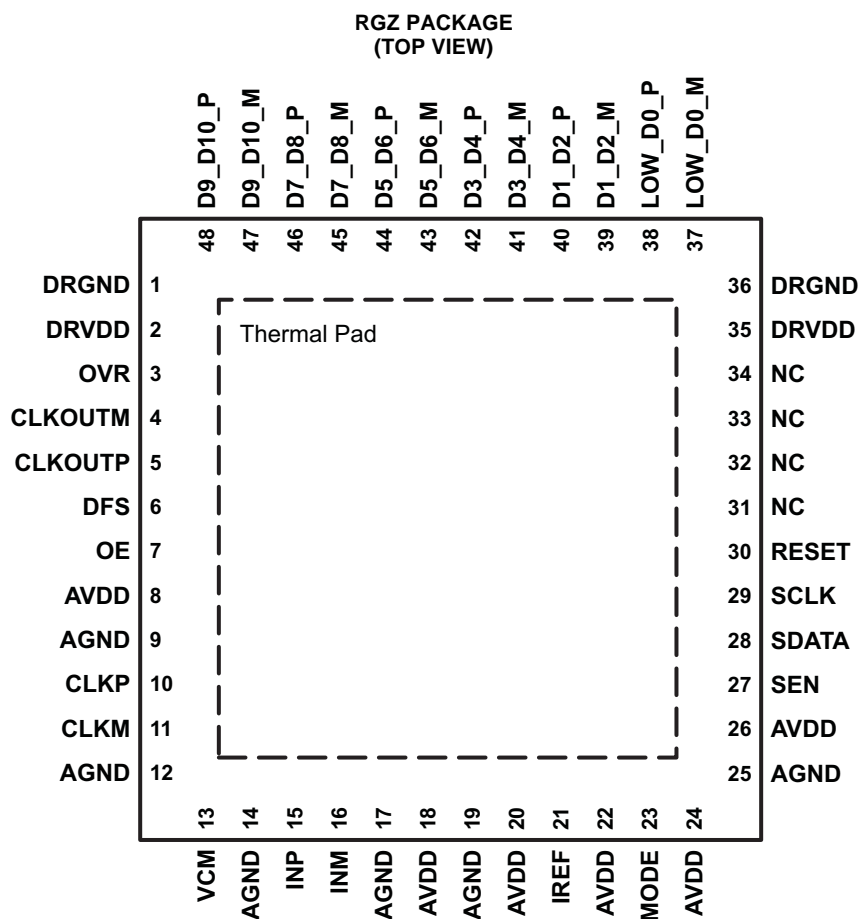 RGZ PACKAGE
(TOP VIEW)
D9_D10_P
D9_D10_M
D7_D8_P
D7_D8_M
D5_D6_P
D5_D6_M
D3_D4_P
D3_D4_M
D1_D2_P
D1_D2_M
LOW_D0_P
LOW_D0_M
48 47 46 45 44 43 42 41 40 39 38 37
DRGND 1
DRVDD 2
OVR 3
CLKOUTM 4
CLKOUTP 5
DFS 6
OE 7
AVDD 8
AGND 9
CLKP 10
CLKM 11
AGND 12
Thermal Pad
36 DRGND
35 DRVDD
34 NC
33 NC
32 NC
31 NC
30 RESET
29 SCLK
28 SDATA
27 SEN
26 AVDD
25 AGND
13 14 15 16 17 18 19 20 21 22 23 24
VCM
AGND
INP
INM
AGND
AVDD
AGND
AVDD
IREF
AVDD
MODE
AVDD